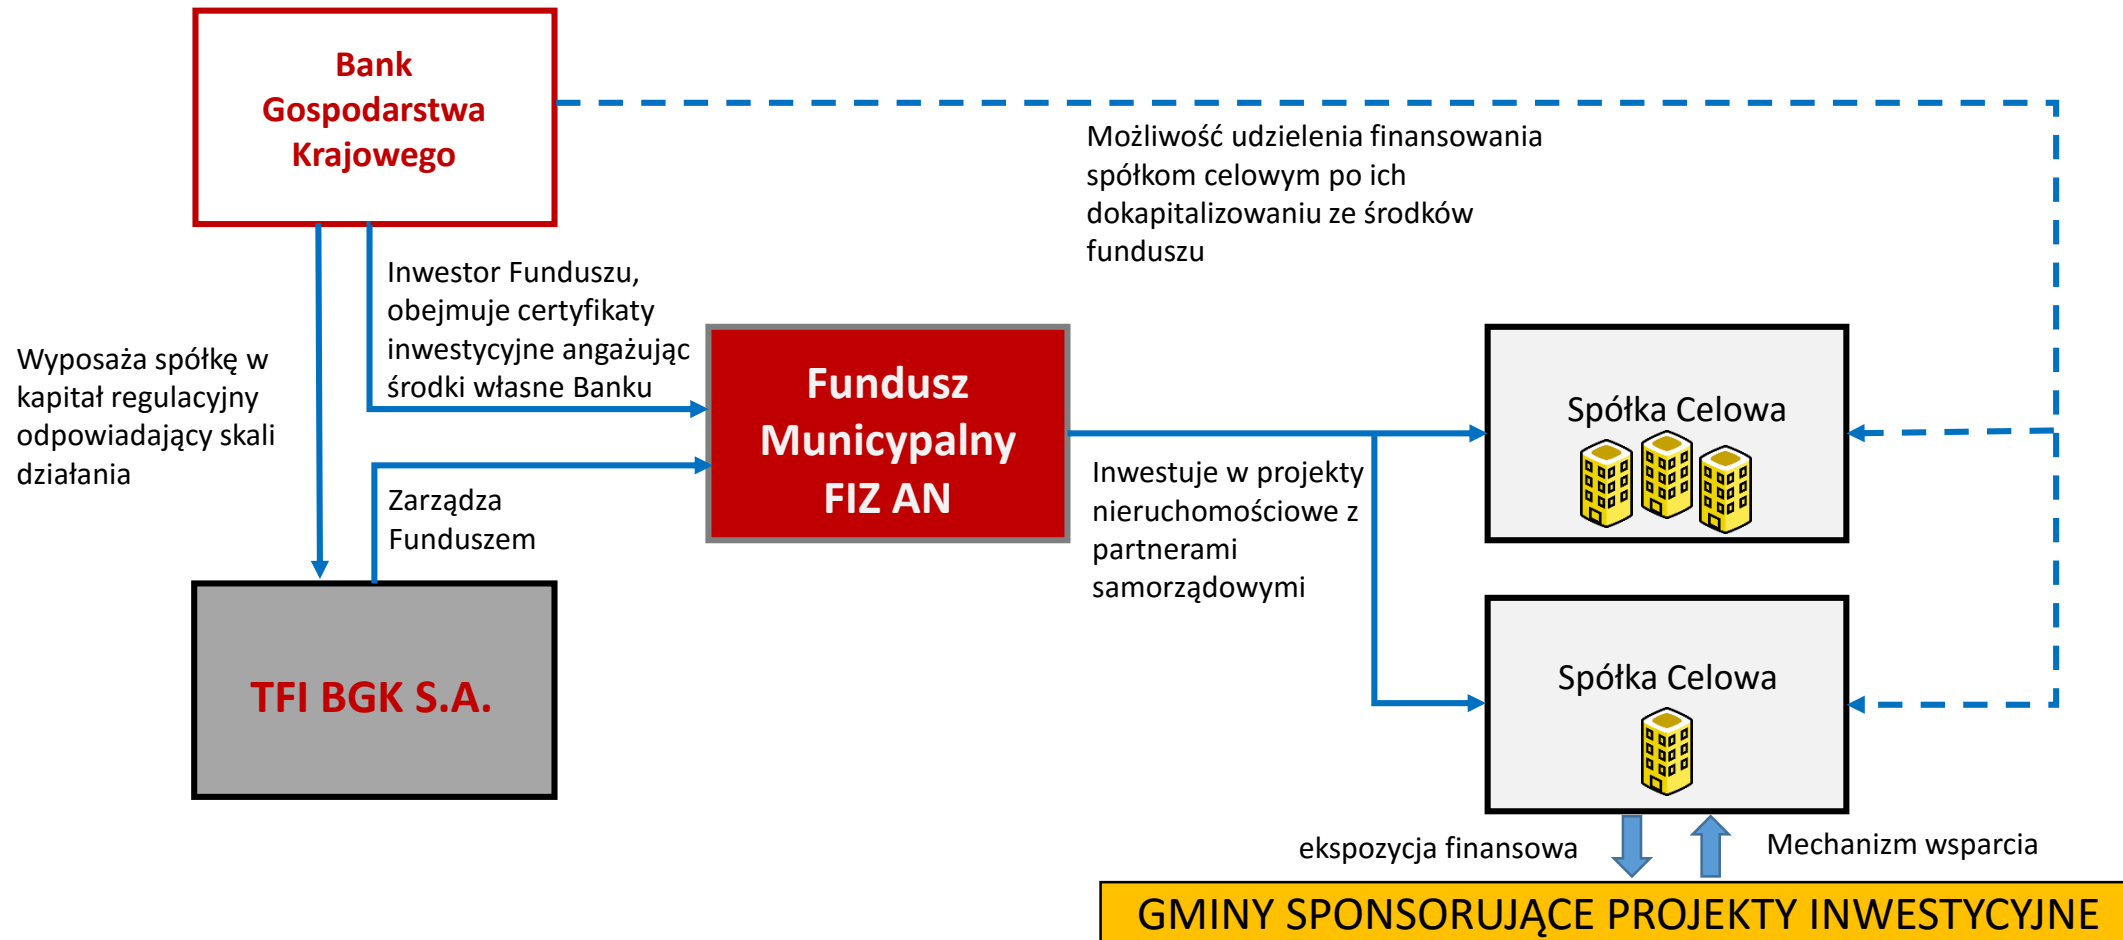 Bank
Gospodarstwa
Krajowego
Możliwość udzielenia finansowania
spółkom celowym po ich
dokapitalizowaniu ze środków
funduszu
Inwestor Funduszu,
obejmuje certyfikaty
inwestycyjne angażując
środki własne Banku
Wyposaża spółkę w
kapitał regulacyjny
odpowiadający skali
działania
Fundusz
Municypalny
FIZ AN
Spółka Celowa
Inwestuje w projekty
nieruchomościowe z
partnerami
samorządowymi
Zarządza
Funduszem
TFI BGK S.A.
Spółka Celowa
ekspozycja finansowa
Mechanizm wsparcia
GMINY SPONSORUJĄCE PROJEKTY INWESTYCYJNE